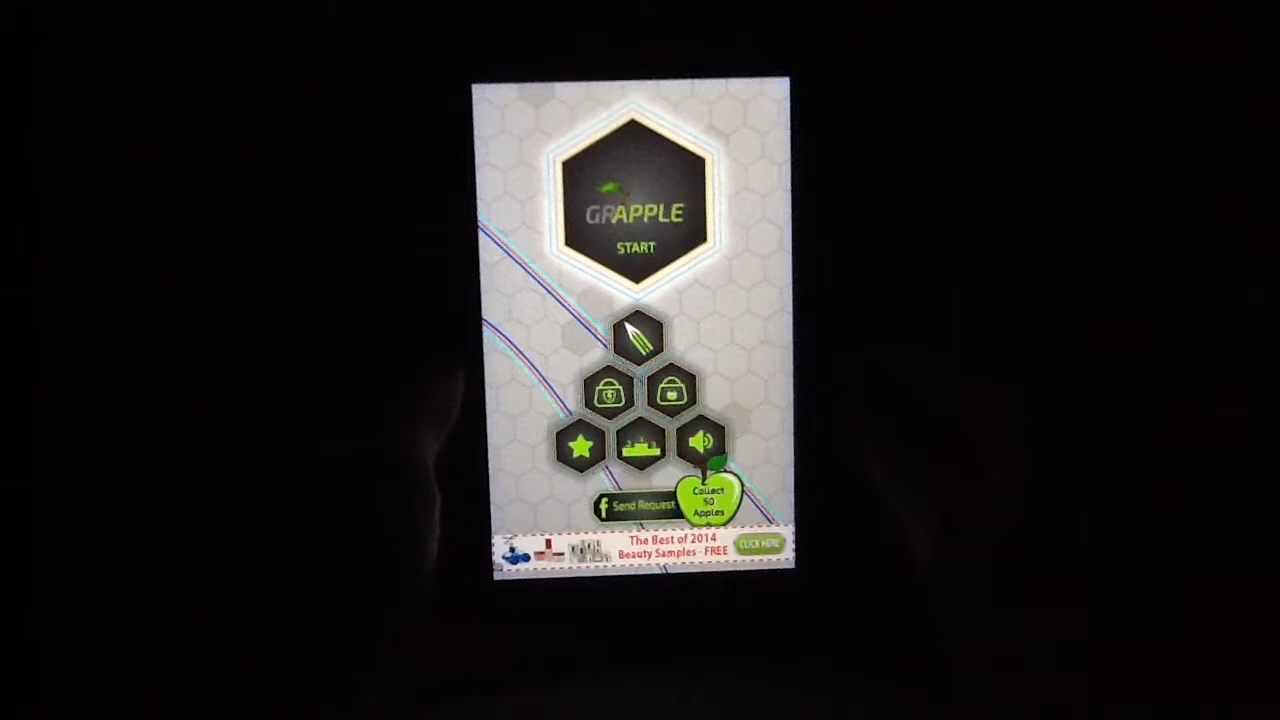 GRAPPLE
START
f Send Request
Collect
50
Apples
The Best of 2014
Beauty Samples - FREE
CLICK HERE